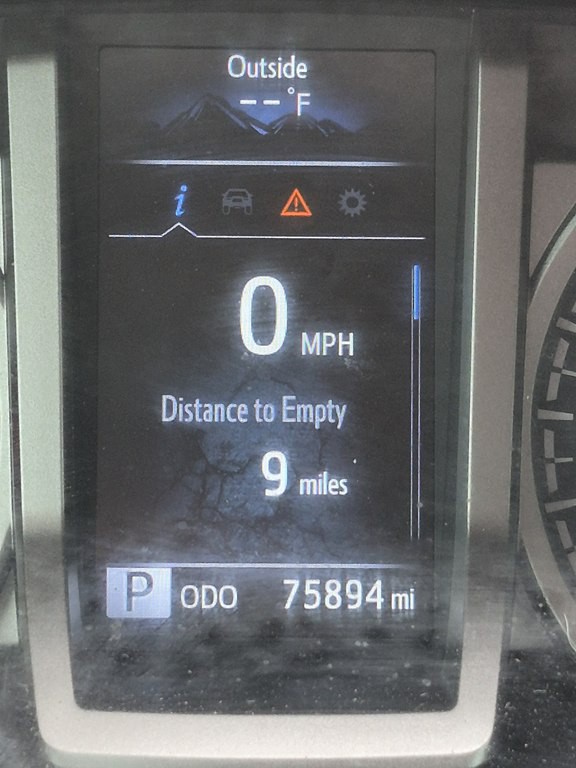 Outside
-- °F
i
0 MPH
Distance to Empty
9 miles
P ODO 75894 mi